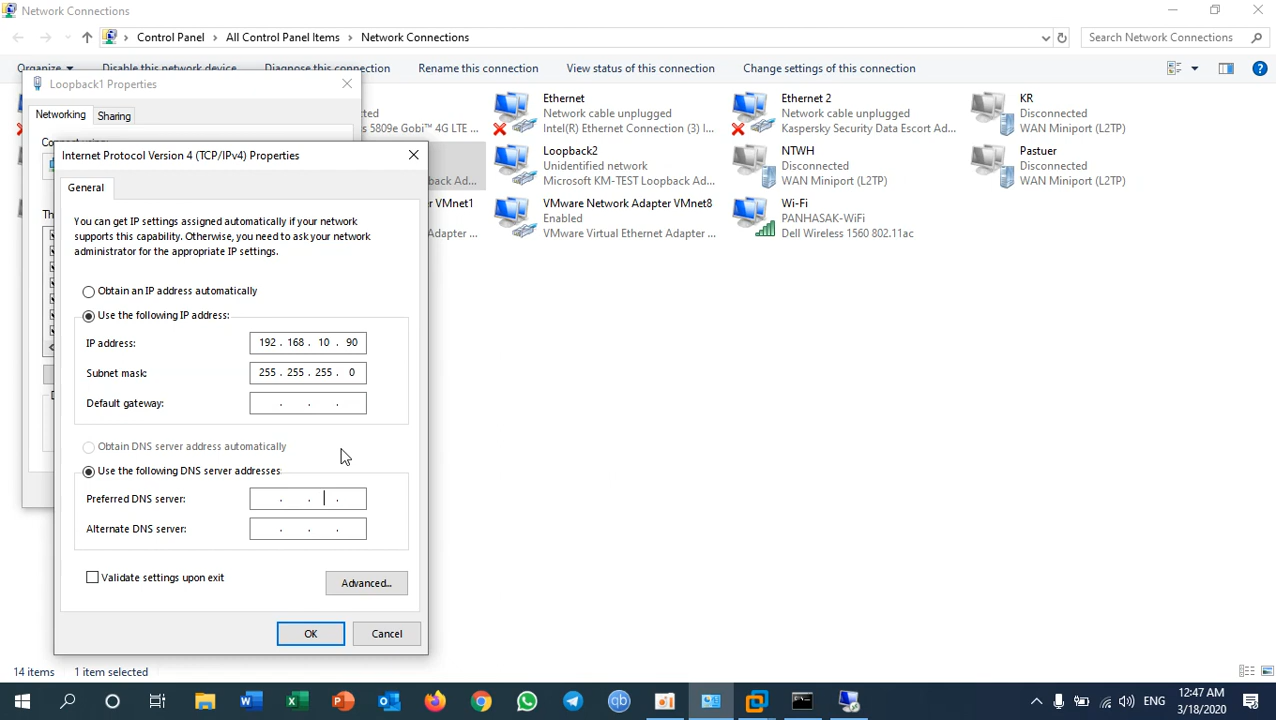 Network Connections
Control Panel > All Control Panel Items > Network Connections
Search Network Connections
Organize Disable this network device Diagnose this connection Rename this connection View status of this connection Change settings of this connection
Loopback1 Properties
Networking Sharing
Internet Protocol Version 4 (TCP/IPv4) Properties
General
You can get IP settings assigned automatically if your network
supports this capability. Otherwise, you need to ask your network
administrator for the appropriate IP settings.
Obtain an IP address automatically
Use the following IP address:
IP address: 192 . 168 . 10 . 90
Subnet mask: 255 . 255 . 255 . 0
Default gateway: . . .
Obtain DNS server address automatically
Use the following DNS server addresses
Preferred DNS server: . . .
Alternate DNS server: . . .
Validate settings upon exit
Advanced...
OK Cancel
5809e Gobi™ 4G LTE ...
back Ad...
er VMnet1
Adapter ...
Ethernet
Network cable unplugged
Intel(R) Ethernet Connection (3) I...
Ethernet 2
Network cable unplugged
Kaspersky Security Data Escort Ad...
KR
Disconnected
WAN Miniport (L2TP)
Loopback2
Unidentified network
Microsoft KM-TEST Loopback Ad...
NTWH
Disconnected
WAN Miniport (L2TP)
Pastuer
Disconnected
WAN Miniport (L2TP)
VMware Network Adapter VMnet8
Enabled
VMware Virtual Ethernet Adapter ...
Wi-Fi
PANHASAK-WiFi
Dell Wireless 1560 802.11ac
14 items 1 item selected
ENG
12:47 AM
3/18/2020